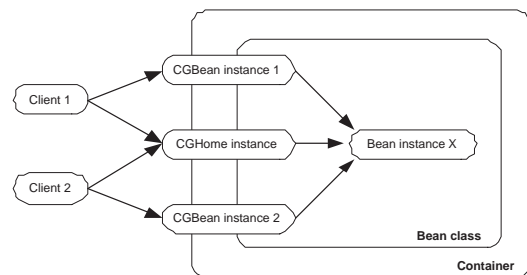 CGBean instance 1
Client 1
CGHome instance
Bean instance X
Client 2
CGBean instance 2
Bean class
Container